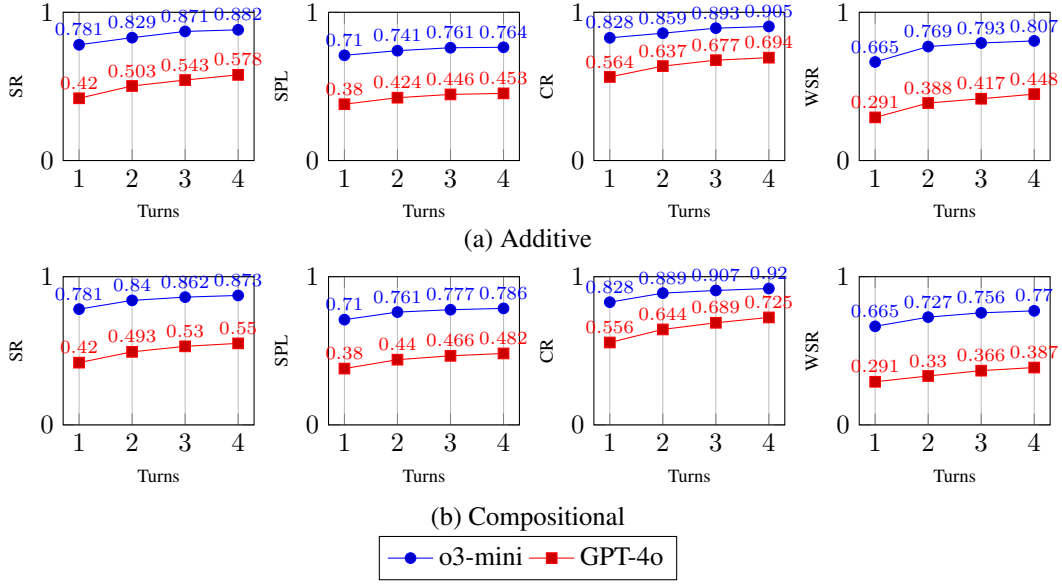 1
0.781 0.829 0.871 0.882
0.42 0.503 0.543 0.578
0
SR
1 2 3 4
Turns
1
0.71 0.741 0.761 0.764
0.38 0.424 0.446 0.453
0
SPL
1 2 3 4
Turns
1
0.828 0.859 0.893 0.905
0.564 0.637 0.677 0.694
0
CR
1 2 3 4
Turns
1
0.665 0.769 0.793 0.807
0.291 0.388 0.417 0.448
0
WSR
1 2 3 4
Turns
(a) Additive
1
0.781 0.84 0.862 0.873
0.42 0.493 0.53 0.55
0
SR
1 2 3 4
Turns
1
0.71 0.761 0.777 0.786
0.38 0.44 0.466 0.482
0
SPL
1 2 3 4
Turns
1
0.828 0.889 0.907 0.92
0.556 0.644 0.689 0.725
0
CR
1 2 3 4
Turns
1
0.665 0.727 0.756 0.77
0.291 0.33 0.366 0.387
0
WSR
1 2 3 4
Turns
(b) Compositional
o3-mini GPT-4o